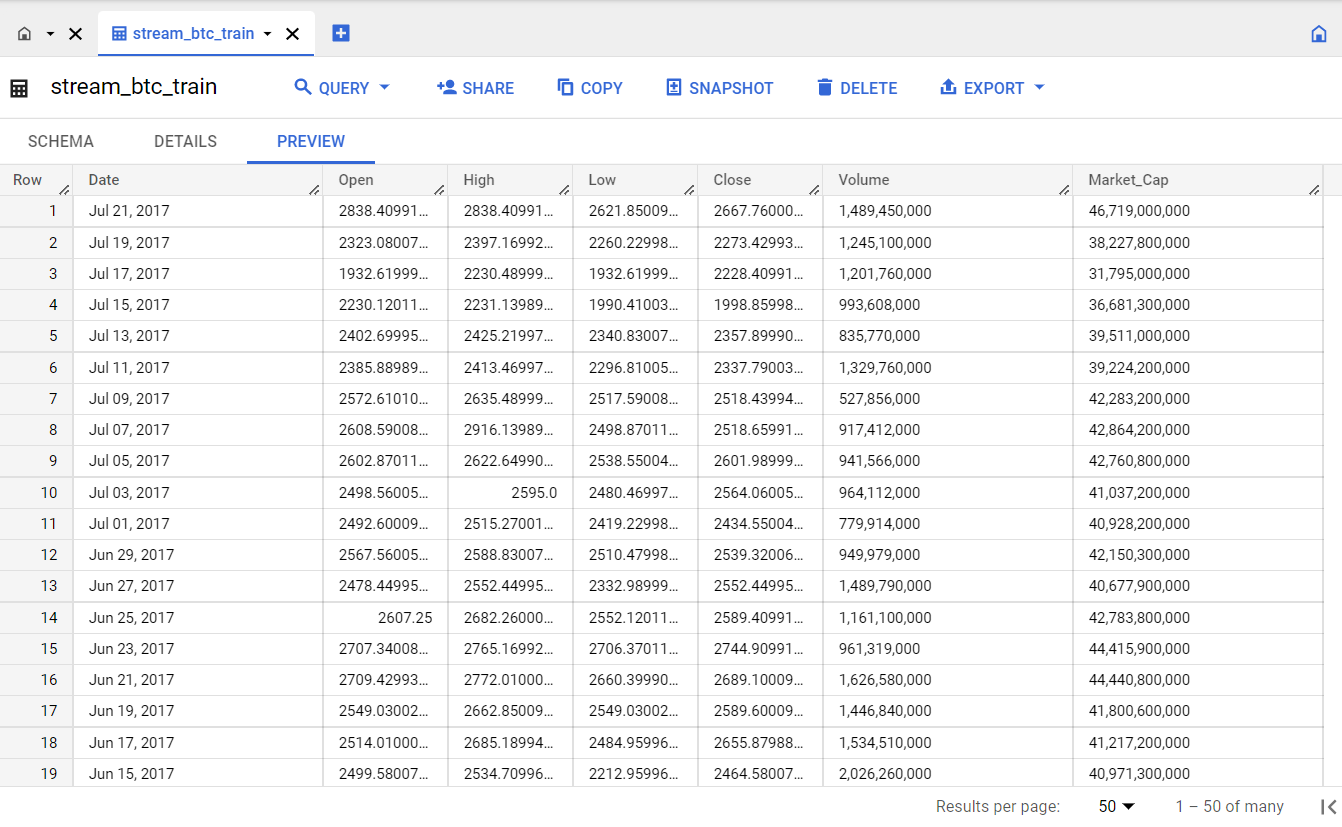 stream_btc_train
stream_btc_train QUERY SHARE COPY SNAPSHOT DELETE EXPORT
SCHEMA DETAILS PREVIEW
Row Date Open High Low Close Volume Market_Cap
1 Jul 21, 2017 2838.40991... 2838.40991... 2621.85009... 2667.76000... 1,489,450,000 46,719,000,000
2 Jul 19, 2017 2323.08007... 2397.16992... 2260.22998... 2273.42993... 1,245,100,000 38,227,800,000
3 Jul 17, 2017 1932.61999... 2230.48999... 1932.61999... 2228.40991... 1,201,760,000 31,795,000,000
4 Jul 15, 2017 2230.12011... 2231.13989... 1990.41003... 1998.85998... 993,608,000 36,681,300,000
5 Jul 13, 2017 2402.69995... 2425.21997... 2340.83007... 2357.89990... 835,770,000 39,511,000,000
6 Jul 11, 2017 2385.88989... 2413.46997... 2296.81005... 2337.79003... 1,329,760,000 39,224,200,000
7 Jul 09, 2017 2572.61010... 2635.48999... 2517.59008... 2518.43994... 527,856,000 42,283,200,000
8 Jul 07, 2017 2608.59008... 2916.13989... 2498.87011... 2518.65991... 917,412,000 42,864,200,000
9 Jul 05, 2017 2602.87011... 2622.64990... 2538.55004... 2601.98999... 941,566,000 42,760,800,000
10 Jul 03, 2017 2498.56005... 2595.0 2480.46997... 2564.06005... 964,112,000 41,037,200,000
11 Jul 01, 2017 2492.60009... 2515.27001... 2419.22998... 2434.55004... 779,914,000 40,928,200,000
12 Jun 29, 2017 2567.56005... 2588.83007... 2510.47998... 2539.32006... 949,979,000 42,150,300,000
13 Jun 27, 2017 2478.44995... 2552.44995... 2332.98999... 2552.44995... 1,489,790,000 40,677,900,000
14 Jun 25, 2017 2607.25 2682.26000... 2552.12011... 2589.40991... 1,161,100,000 42,783,800,000
15 Jun 23, 2017 2707.34008... 2765.16992... 2706.37011... 2744.90991... 961,319,000 44,415,900,000
16 Jun 21, 2017 2709.42993... 2772.01000... 2660.39990... 2689.10009... 1,626,580,000 44,440,800,000
17 Jun 19, 2017 2549.03002... 2662.85009... 2549.03002... 2589.60009... 1,446,840,000 41,800,600,000
18 Jun 17, 2017 2514.01000... 2685.18994... 2484.95996... 2655.87988... 1,534,510,000 41,217,200,000
19 Jun 15, 2017 2499.58007... 2534.70996... 2212.95996... 2464.58007... 2,026,260,000 40,971,300,000
Results per page: 50 1 – 50 of many